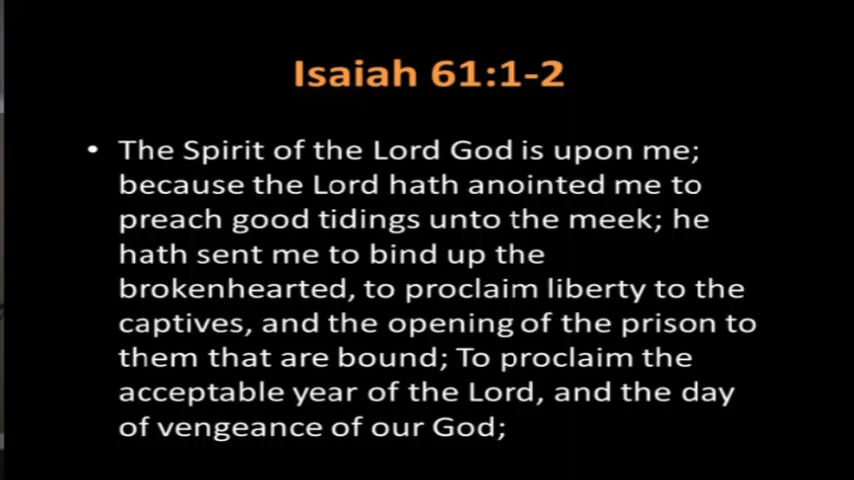 Isaiah 61:1-2
• The Spirit of the Lord God is upon me;
because the Lord hath anointed me to
preach good tidings unto the meek; he
hath sent me to bind up the
brokenhearted, to proclaim liberty to the
captives, and the opening of the prison to
them that are bound; To proclaim the
acceptable year of the Lord, and the day
of vengeance of our God;